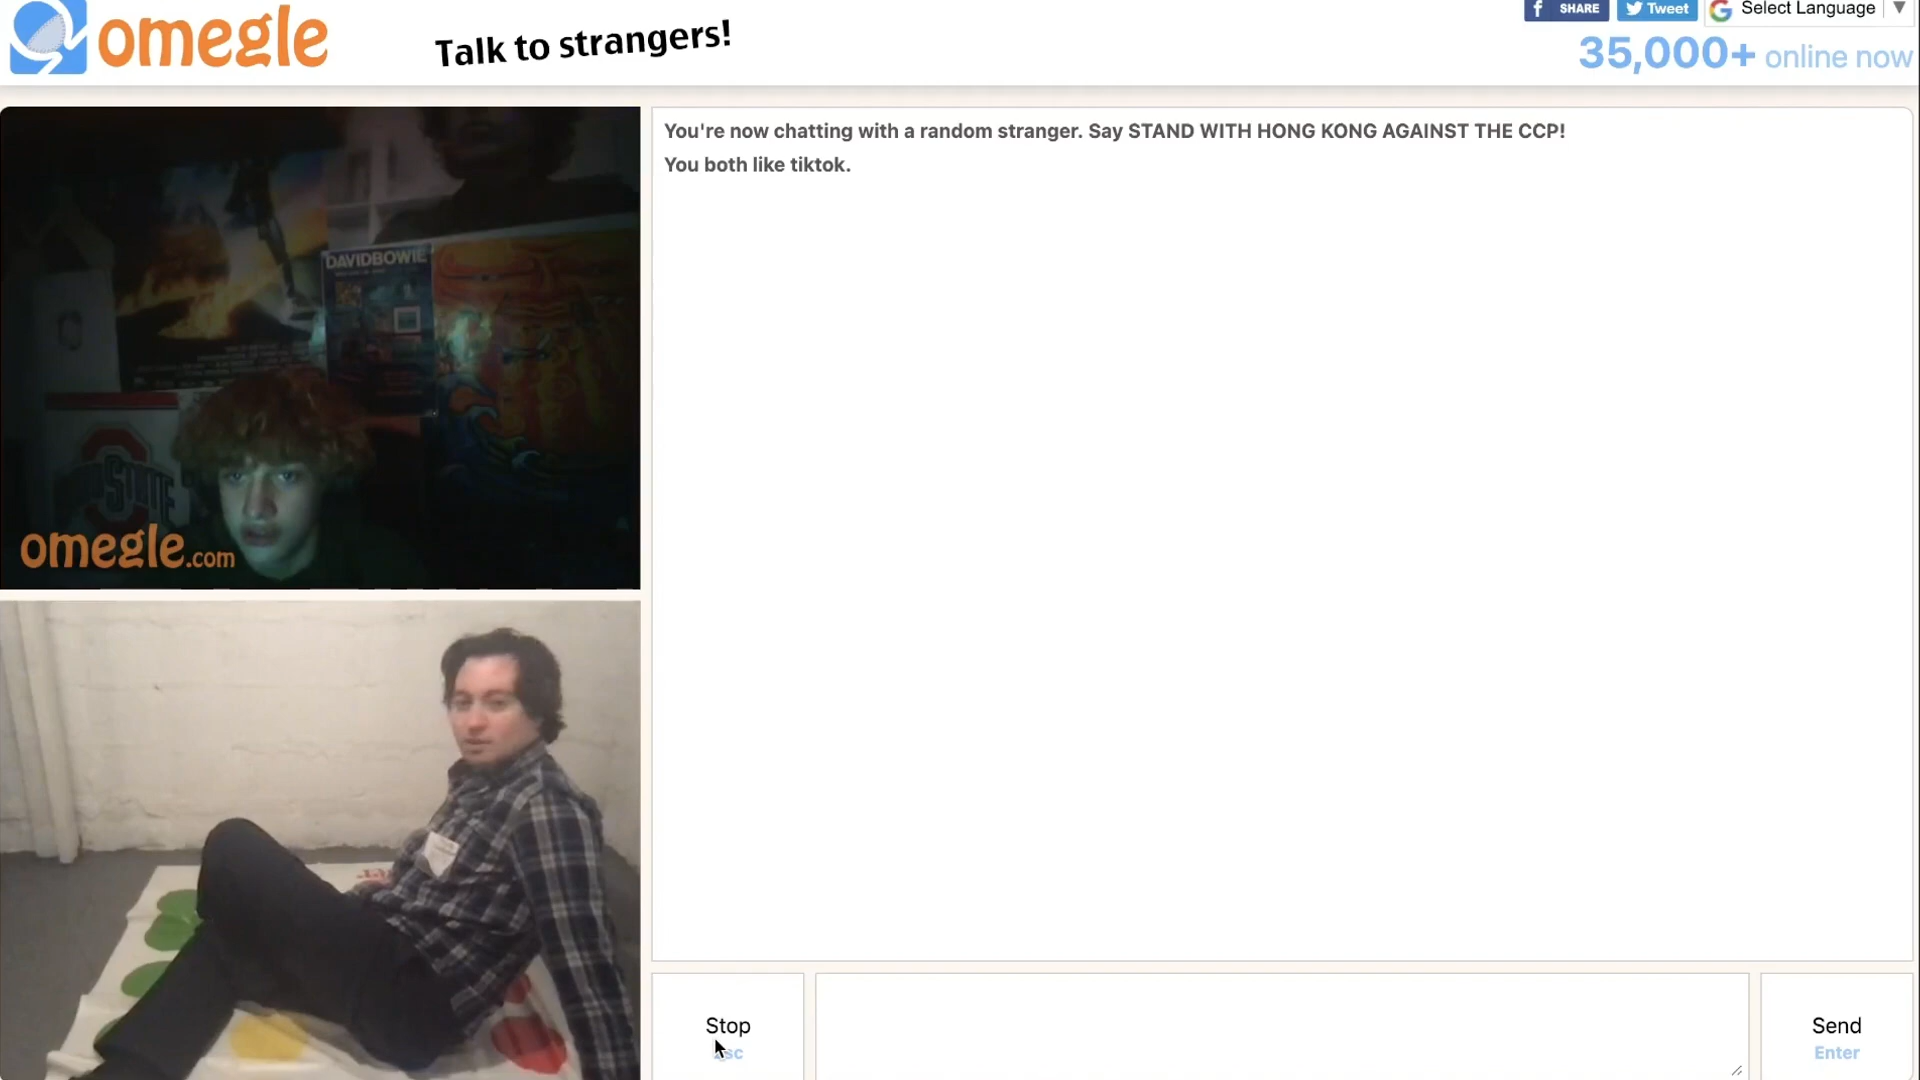 omegle
Talk to strangers!
SHARE
Tweet
Select Language
35,000+ online now
You're now chatting with a random stranger. Say STAND WITH HONG KONG AGAINST THE CCP!
You both like tiktok.
DAVIDBOWIE
STATE
omegle.com
Stop
Send
Enter